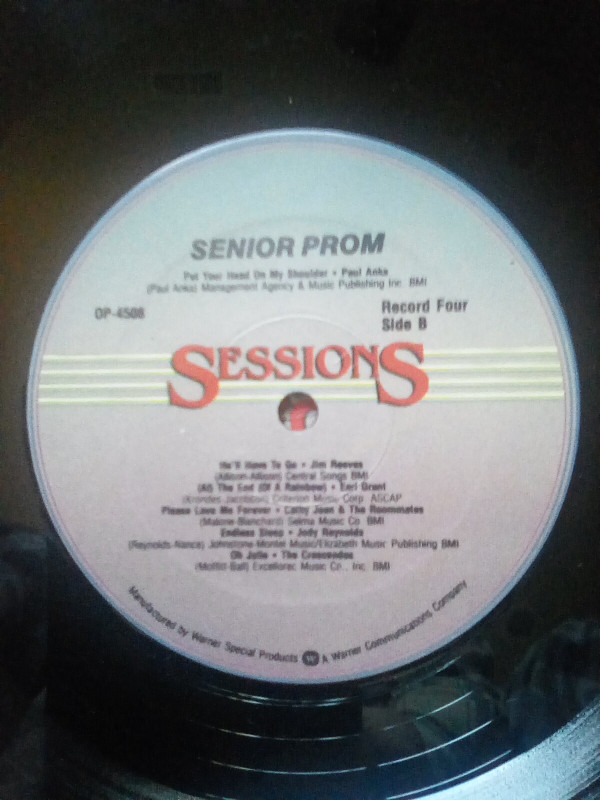 SENIOR PROM
Put Your Head On My Shoulder • Paul Anka
(Paul Anka) Management Agency & Music Publishing Inc. BMI
OP-4508
Record Four
Side B
SESSIONS
He'll Have To Go • Jim Reeves
(Allison-Allison) Central Songs BMI
(At) The End (Of A Rainbow) • Earl Grant
(Krondes Jacobson) Criterion Music Corp. ASCAP
Please Love Me Forever • Cathy Jean & The Roommates
(Malone-Blanchard) Selma Music Co. BMI
Endless Sleep • Jody Reynolds
(Reynolds-Nance) Johnstone-Montei Music/Elizabeth Music Publishing BMI
Oh Julie • The Crescendos
(Moffitt-Ball) Excellorec Music Co., Inc. BMI
Manufactured by Warner Special Products W A Warner Communications Company